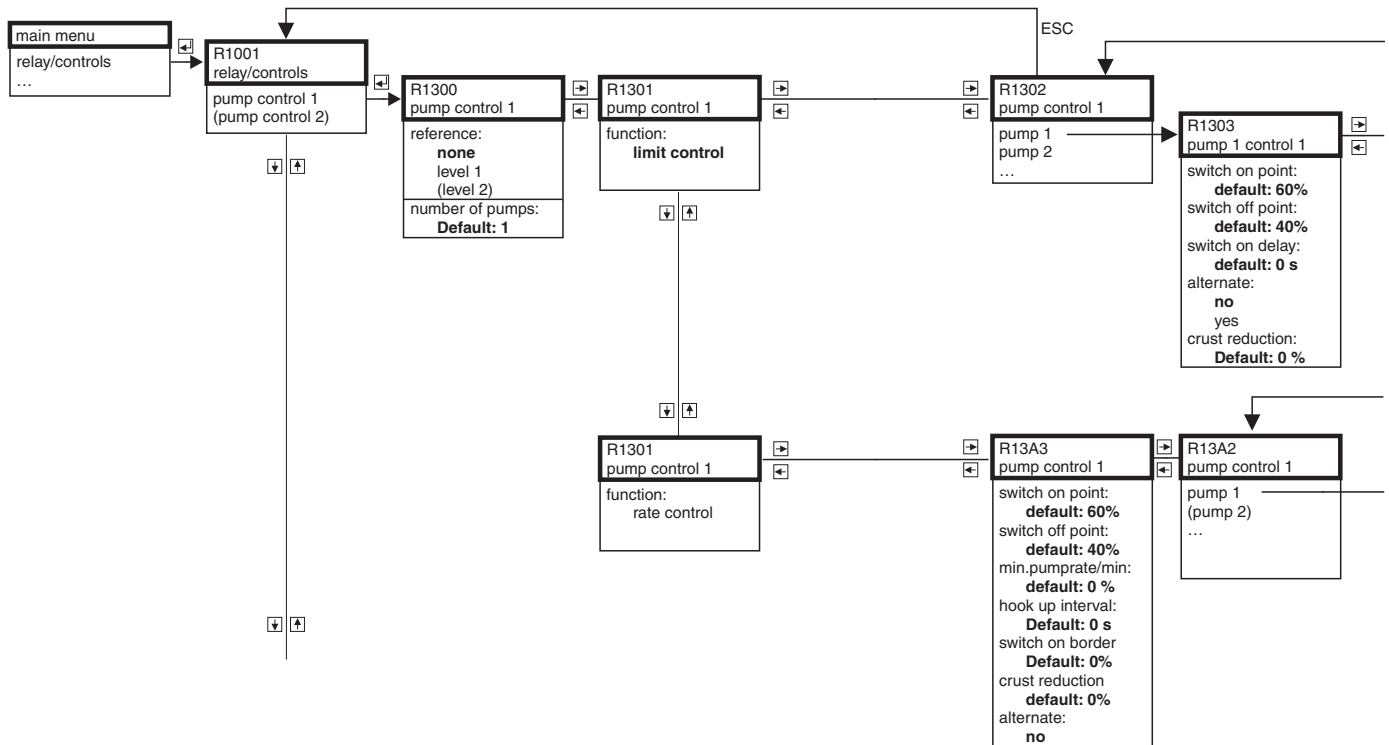 ESC
main menu
relay/controls
…
R1001
relay/controls
pump control 1
(pump control 2)
R1300
pump control 1
reference:
none
level 1
(level 2)
number of pumps:
Default: 1
R1301
pump control 1
function:
limit control
R1302
pump control 1
pump 1
pump 2
…
R1303
pump 1 control 1
switch on point:
default: 60%
switch off point:
default: 40%
switch on delay:
default: 0 s
alternate:
no
yes
crust reduction:
Default: 0 %
R1301
pump control 1
function:
rate control
R13A3
pump control 1
switch on point:
default: 60%
switch off point:
default: 40%
min.pumprate/min:
default: 0 %
hook up interval:
Default: 0 s
switch on border
Default: 0%
crust reduction
default: 0%
alternate:
no
R13A2
pump control 1
pump 1
(pump 2)
…